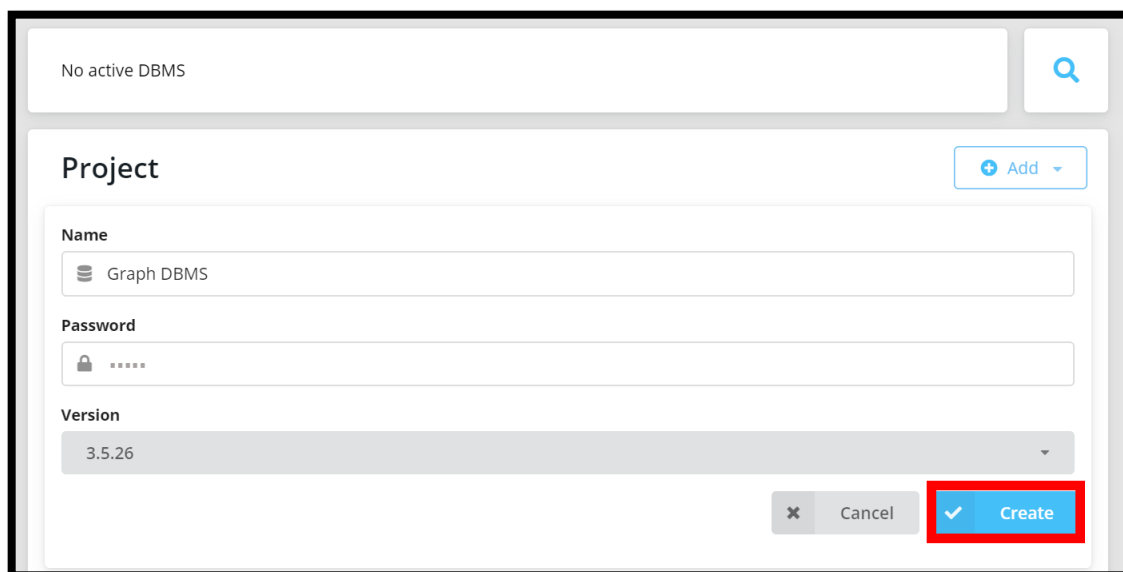 No active DBMS
Project
Add
Name
Graph DBMS
Password
Version
3.5.26
Cancel
Create